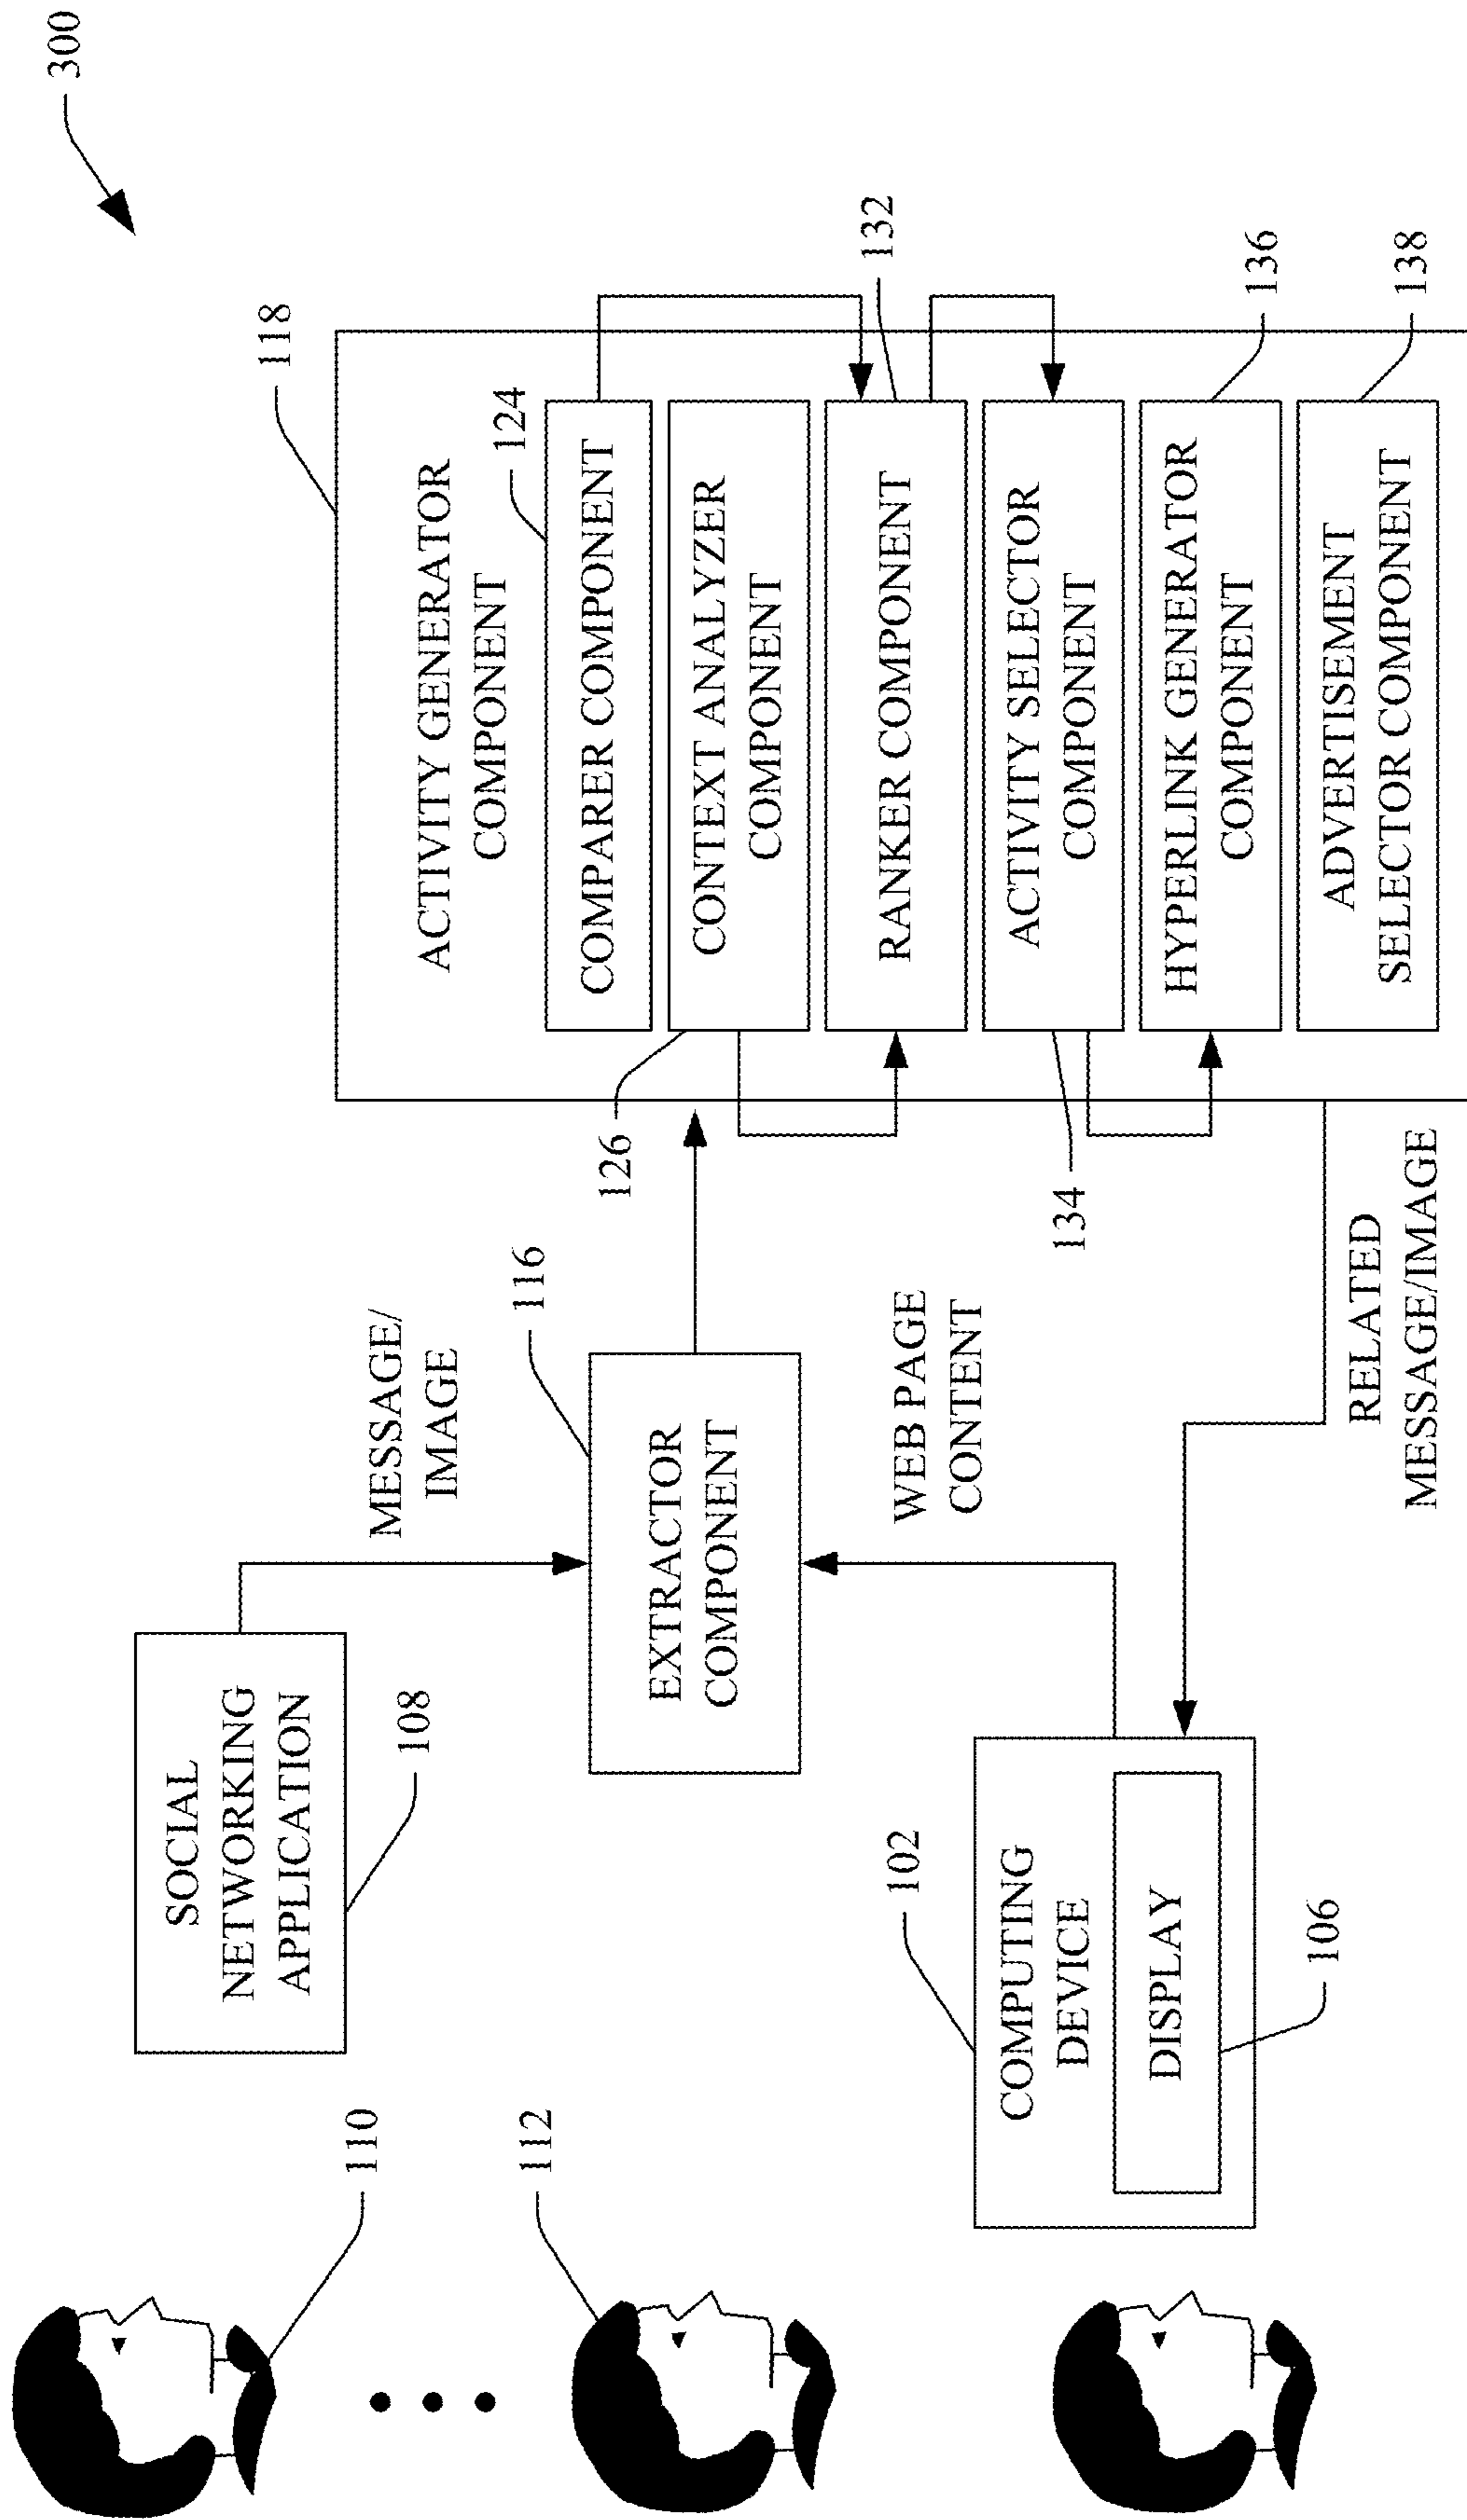 300
118
ACTIVITY GENERATOR
COMPONENT
124
COMPARER COMPONENT
126
CONTEXT ANALYZER
COMPONENT
132
RANKER COMPONENT
134
ACTIVITY SELECTOR
COMPONENT
136
HYPERLINK GENERATOR
COMPONENT
138
ADVERTISEMENT
SELECTOR COMPONENT
SOCIAL
NETWORKING
APPLICATION
108
MESSAGE/
IMAGE
116
EXTRACTOR
COMPONENT
WEB PAGE
CONTENT
RELATED
MESSAGE/IMAGE
102
COMPUTING
DEVICE
DISPLAY
106
110
112